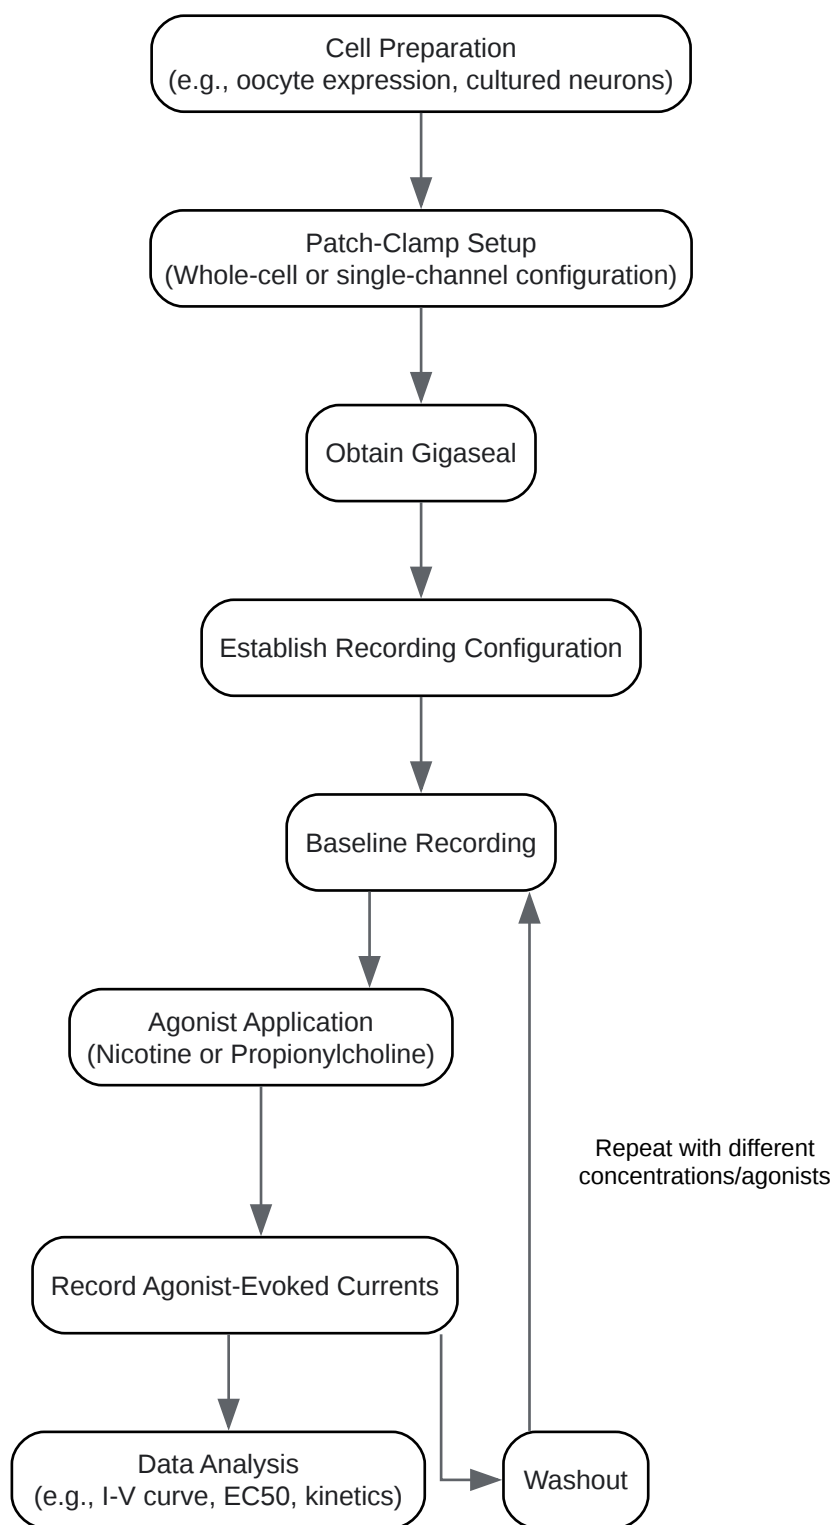 Cell Preparation
(e.g., oocyte expression, cultured neurons)
Patch-Clamp Setup
(Whole-cell or single-channel configuration)
Obtain Gigaseal
Establish Recording Configuration
Baseline Recording
Agonist Application
(Nicotine or Propionylcholine)
Repeat with different
concentrations/agonists
Record Agonist-Evoked Currents
Data Analysis
(e.g., I-V curve, EC50, kinetics)
Washout